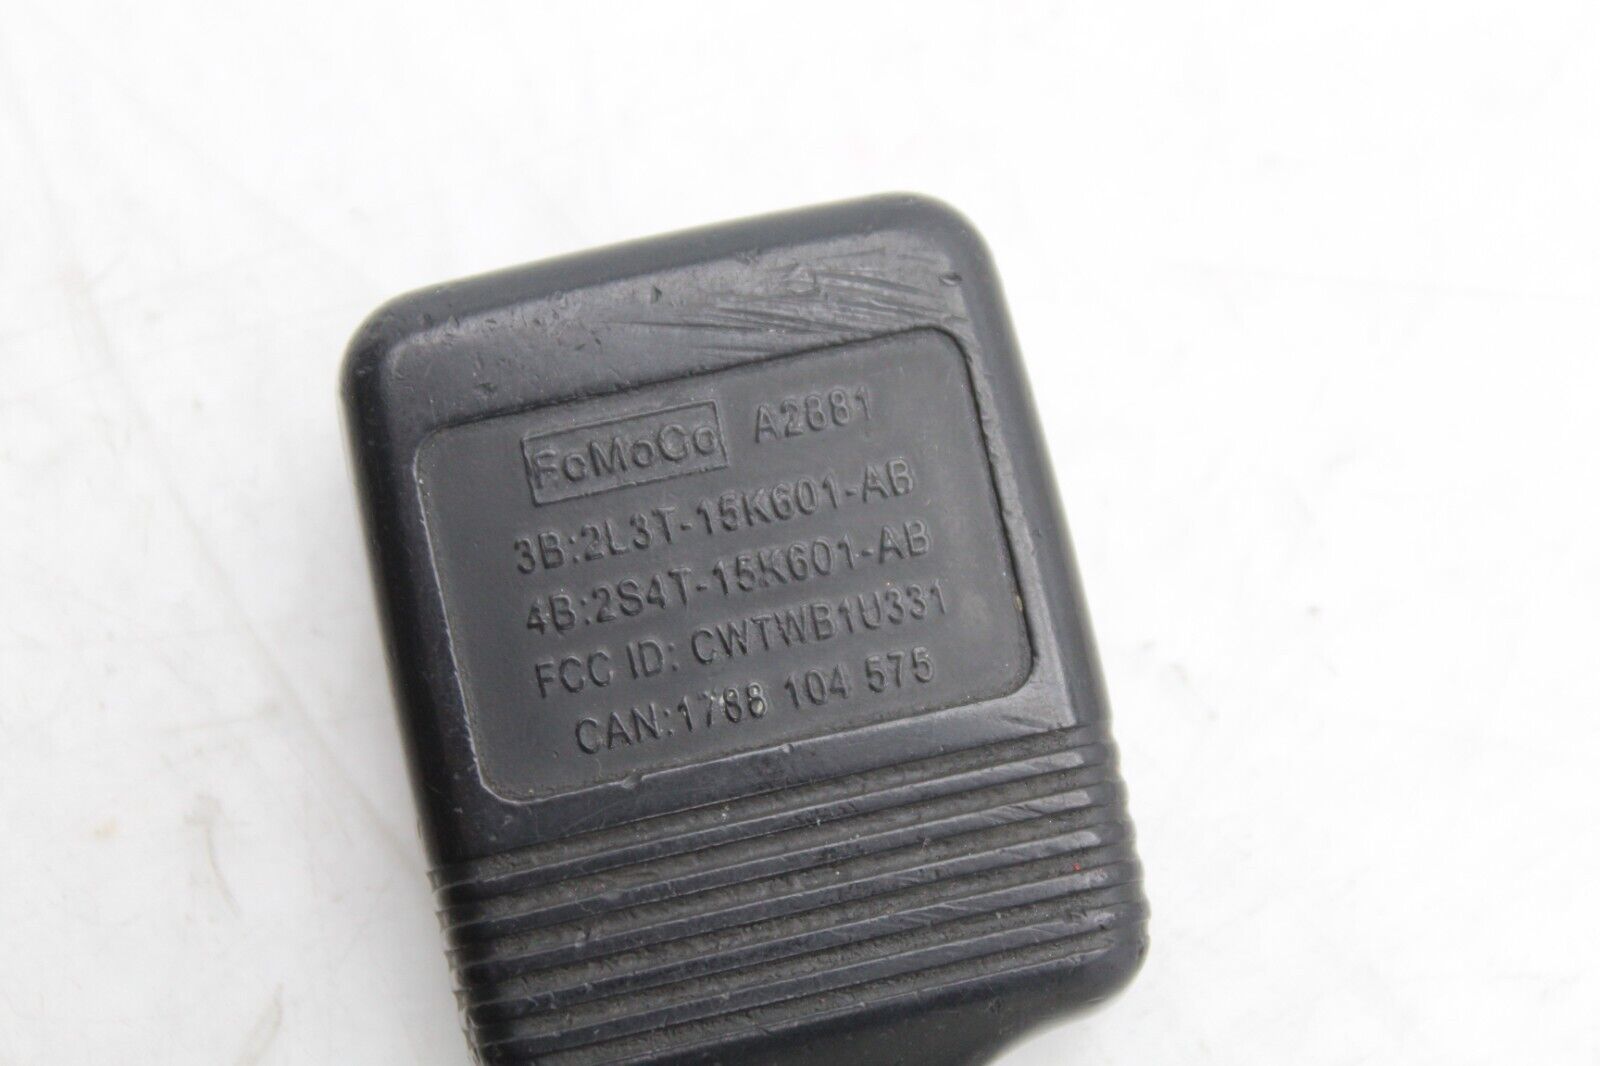 FoMoCo A2881
3B:2L3T-15K601-AB
4B:2S4T-15K601-AB
FCC ID: CWTWB1U331
CAN:1788 104 575